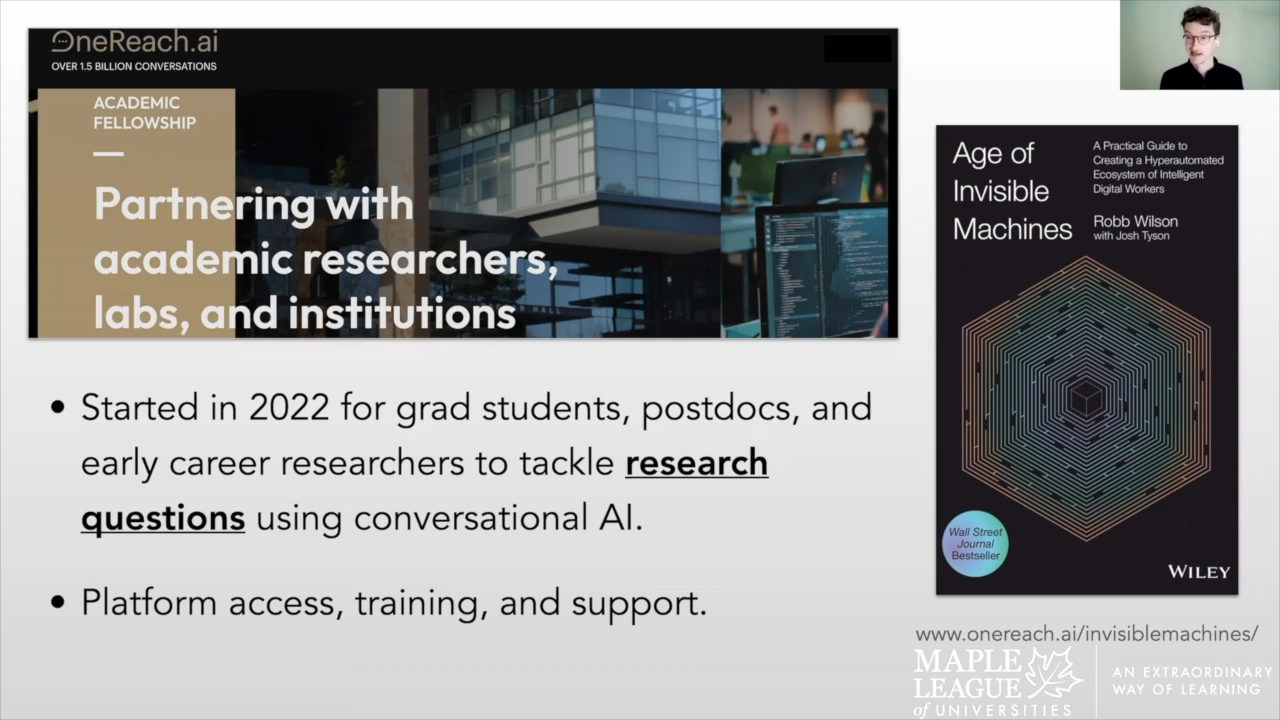 OneReach.ai
OVER 1.5 BILLION CONVERSATIONS
ACADEMIC
FELLOWSHIP
Partnering with
academic researchers,
labs, and institutions
HALL
• Started in 2022 for grad students, postdocs, and
early career researchers to tackle research
questions using conversational AI.
• Platform access, training, and support.
Age of
Invisible
Machines
A Practical Guide to
Creating a Hyperautomated
Ecosystem of Intelligent
Digital Workers
Robb Wilson
with Josh Tyson
Wall Street
Journal
Bestseller
WILEY
www.onereach.ai/invisiblemachines/
MAPLE
LEAGUE
of UNIVERSITIES
AN EXTRAORDINARY
WAY OF LEARNING